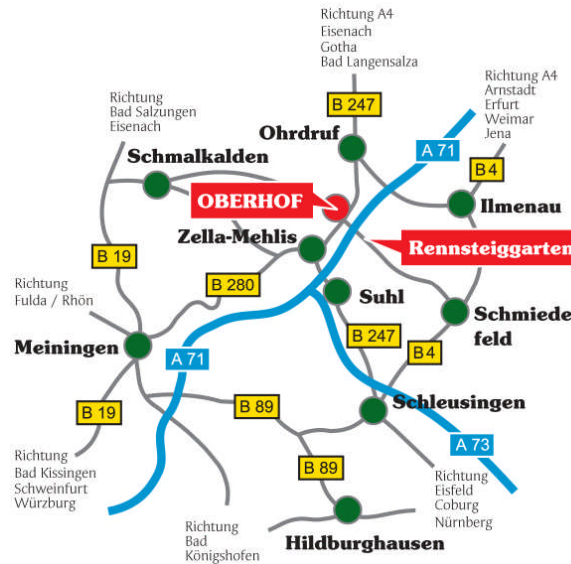 Richtung A4
Eisenach
Gotha
Bad Langensalza
Richtung A4
Arnstadt
Erfurt
Weimar
Jena
Richtung
Bad Salzungen
Eisenach
B 247
Ohrdruf
A 71
B 4
Schmalkalden
OBERHOF
Ilmenau
Zella-Mehlis
Rennsteiggarten
B 19
B 280
Richtung
Fulda / Rhön
Suhl
Schmiede
feld
B 247
Meiningen
A 71
B 4
B 19
B 89
Schleusingen
A 73
B 89
Richtung
Bad Kissingen
Schweinfurt
Würzburg
Richtung
Eisfeld
Coburg
Nürnberg
Richtung
Bad
Königshofen
Hildburghausen